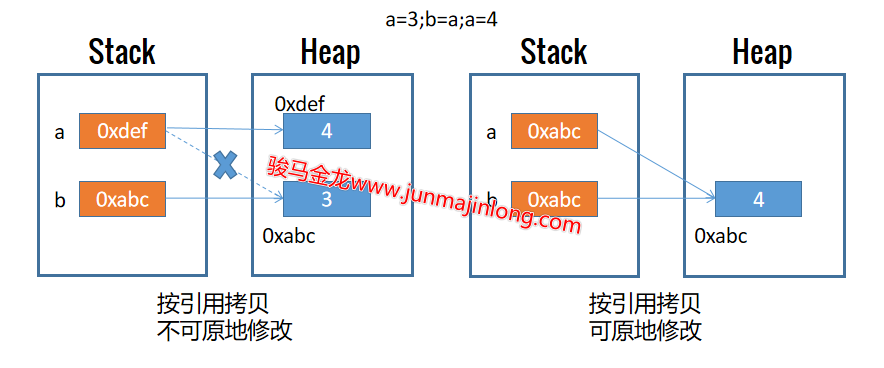 a=3;b=a;a=4
Stack
Heap
Stack
Heap
0xdef
a
0xdef
4
a
0xabc
b
0xabc
3
b
0xabc
4
0xabc
0xabc
骏马金龙www.junmajinlong.com
按引用拷贝
不可原地修改
按引用拷贝
可原地修改